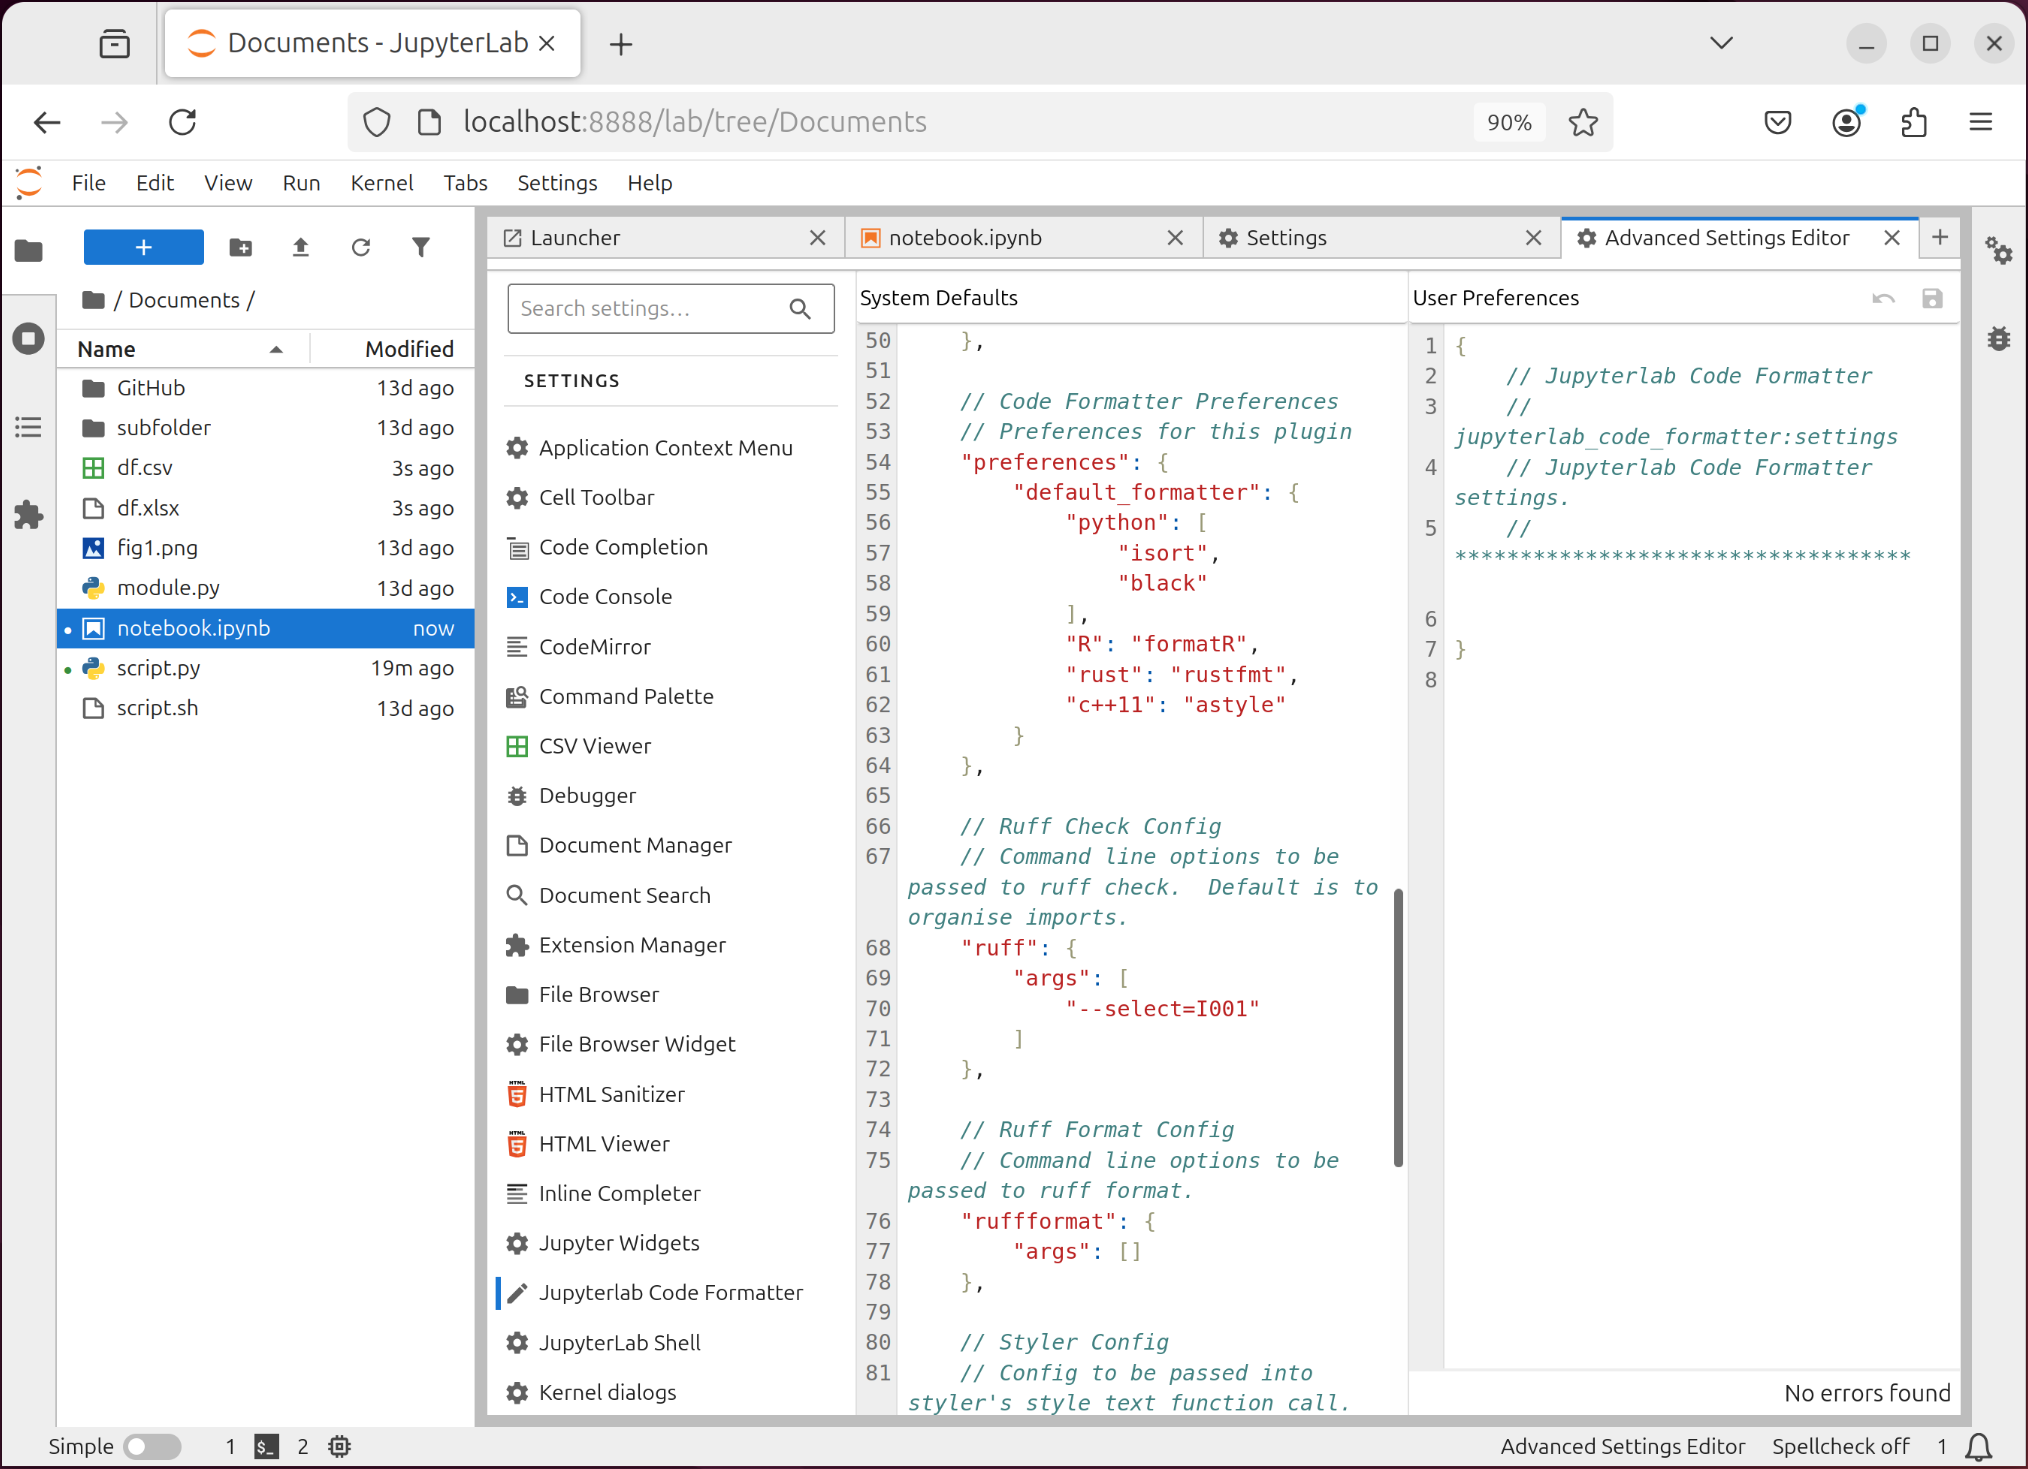 Documents - JupyterLab
localhost:8888/lab/tree/Documents
90%
File Edit View Run Kernel Tabs Settings Help
+
/ Documents /
Name Modified
GitHub 13d ago
subfolder 13d ago
df.csv 3s ago
df.xlsx 3s ago
fig1.png 13d ago
module.py 13d ago
notebook.ipynb now
script.py 19m ago
script.sh 13d ago
Launcher
notebook.ipynb
Settings
Advanced Settings Editor
Search settings...
SETTINGS
Application Context Menu
Cell Toolbar
Code Completion
Code Console
CodeMirror
Command Palette
CSV Viewer
Debugger
Document Manager
Document Search
Extension Manager
File Browser
File Browser Widget
HTML Sanitizer
HTML Viewer
Inline Completer
Jupyter Widgets
Jupyterlab Code Formatter
JupyterLab Shell
Kernel dialogs
System Defaults
50 },
51
52 // Code Formatter Preferences
53 // Preferences for this plugin
54 "preferences": {
55 "default_formatter": {
56 "python": [
57 "isort",
58 "black"
59 ],
60 "R": "formatR",
61 "rust": "rustfmt",
62 "c++11": "astyle"
63 }
64 },
65
66 // Ruff Check Config
67 // Command line options to be
passed to ruff check.  Default is to
organise imports.
68 "ruff": {
69 "args": [
70 "--select=I001"
71 ]
72 },
73
74 // Ruff Format Config
75 // Command line options to be
passed to ruff format.
76 "ruffformat": {
77 "args": []
78 },
79
80 // Styler Config
81 // Config to be passed into
styler's style text function call.
User Preferences
1 {
2 // Jupyterlab Code Formatter
3 //
jupyterlab_code_formatter:settings
4 // Jupyterlab Code Formatter
settings.
5 //
***********************************
6
7 }
8
No errors found
Simple 1 $_ 2
Advanced Settings Editor Spellcheck off 1